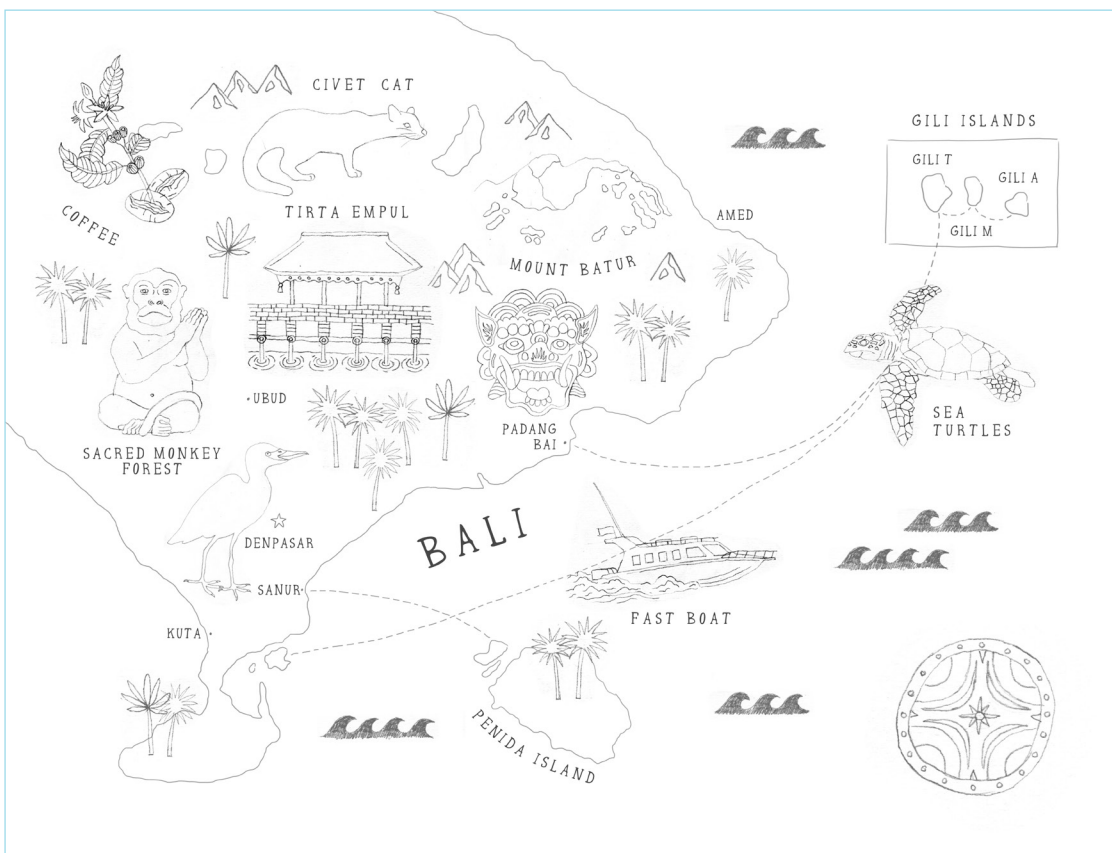 CIVET CAT
GILI ISLANDS
GILI T
GILI A
GILI M
COFFEE
TIRTA EMPUL
AMED
MOUNT BATUR
UBUD
SEA
TURTLES
PADANG
BAI
SACRED MONKEY
FOREST
BALI
DENPASAR
SANUR
FAST BOAT
KUTA
PENIDA ISLAND